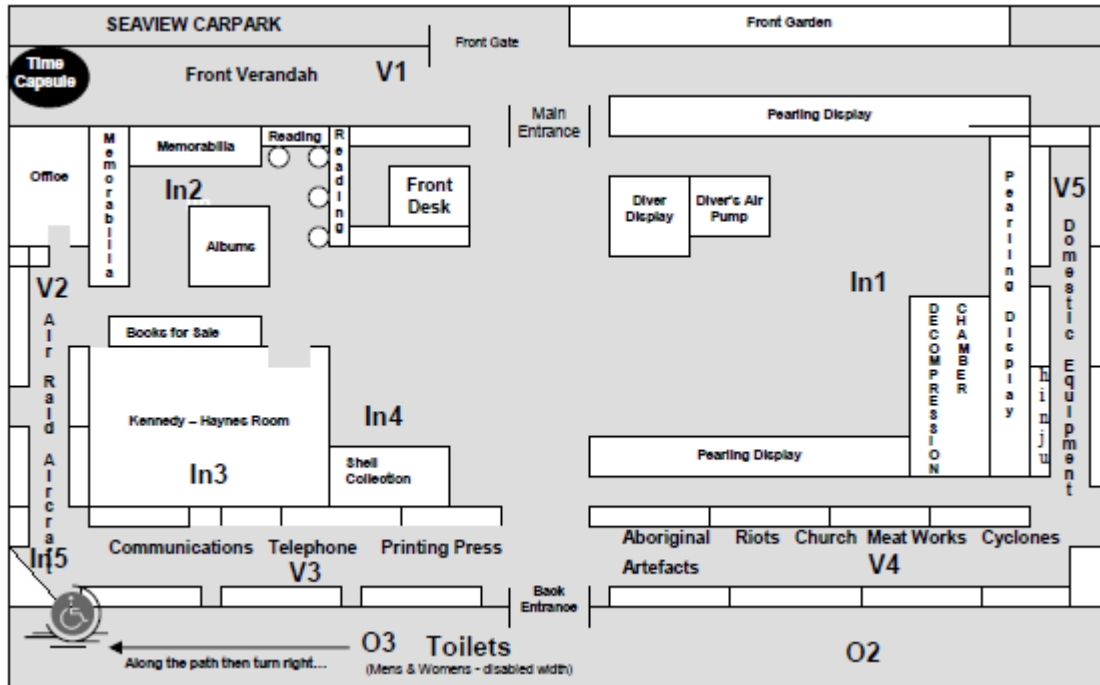 SEAVIEW CARPARK
Front Garden
Front Gate
Time
Capsule
Front Verandah
V1
Main
Entrance
Pearling Display
Memorabilia
Memorabilia
Reading
Reading
Office
In2
Front
Desk
Albums
Diver
Display
Diver's Air
Pump
Pearling Display
V5
Domestic Equipment
In1
V2
Air Raid Aircraft
Books for Sale
DECOMPRESSION
CHAMBER
Kennedy – Haynes Room
In4
In3
Shell
Collection
Pearling Display
hinju
Communications
Telephone
Printing Press
V3
In5
Aboriginal
Artefacts
Riots
Church
Meat Works
Cyclones
V4
Back
Entrance
O3
Toilets
(Mens & Womens - disabled width)
Along the path then turn right...
O2